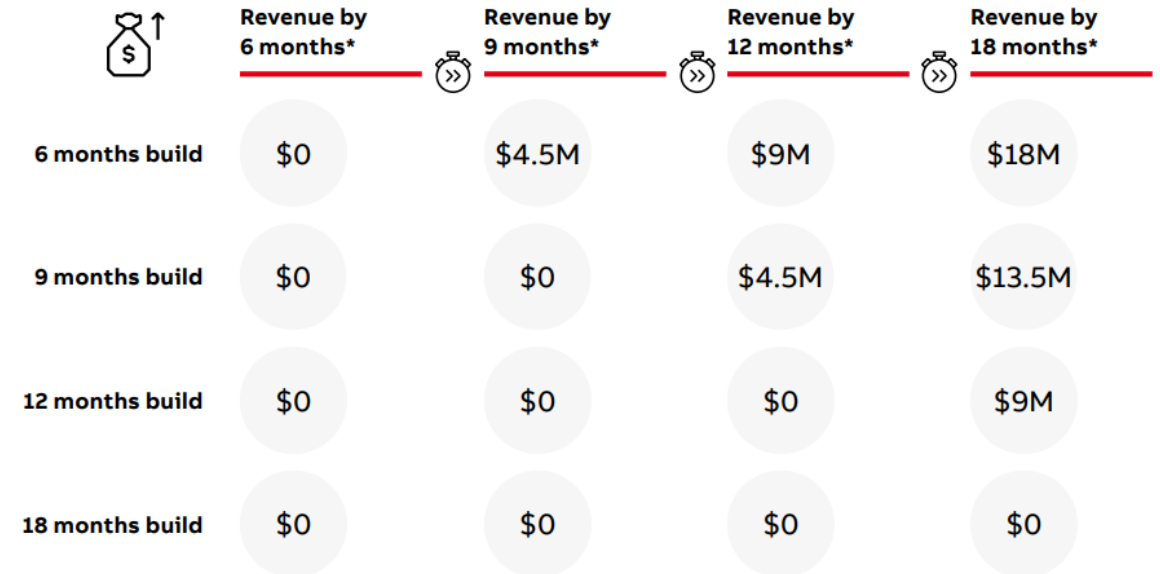 $
Revenue by
6 months*
Revenue by
9 months*
Revenue by
12 months*
Revenue by
18 months*
6 months build $0 $4.5M $9M $18M
9 months build $0 $0 $4.5M $13.5M
12 months build $0 $0 $0 $9M
18 months build $0 $0 $0 $0